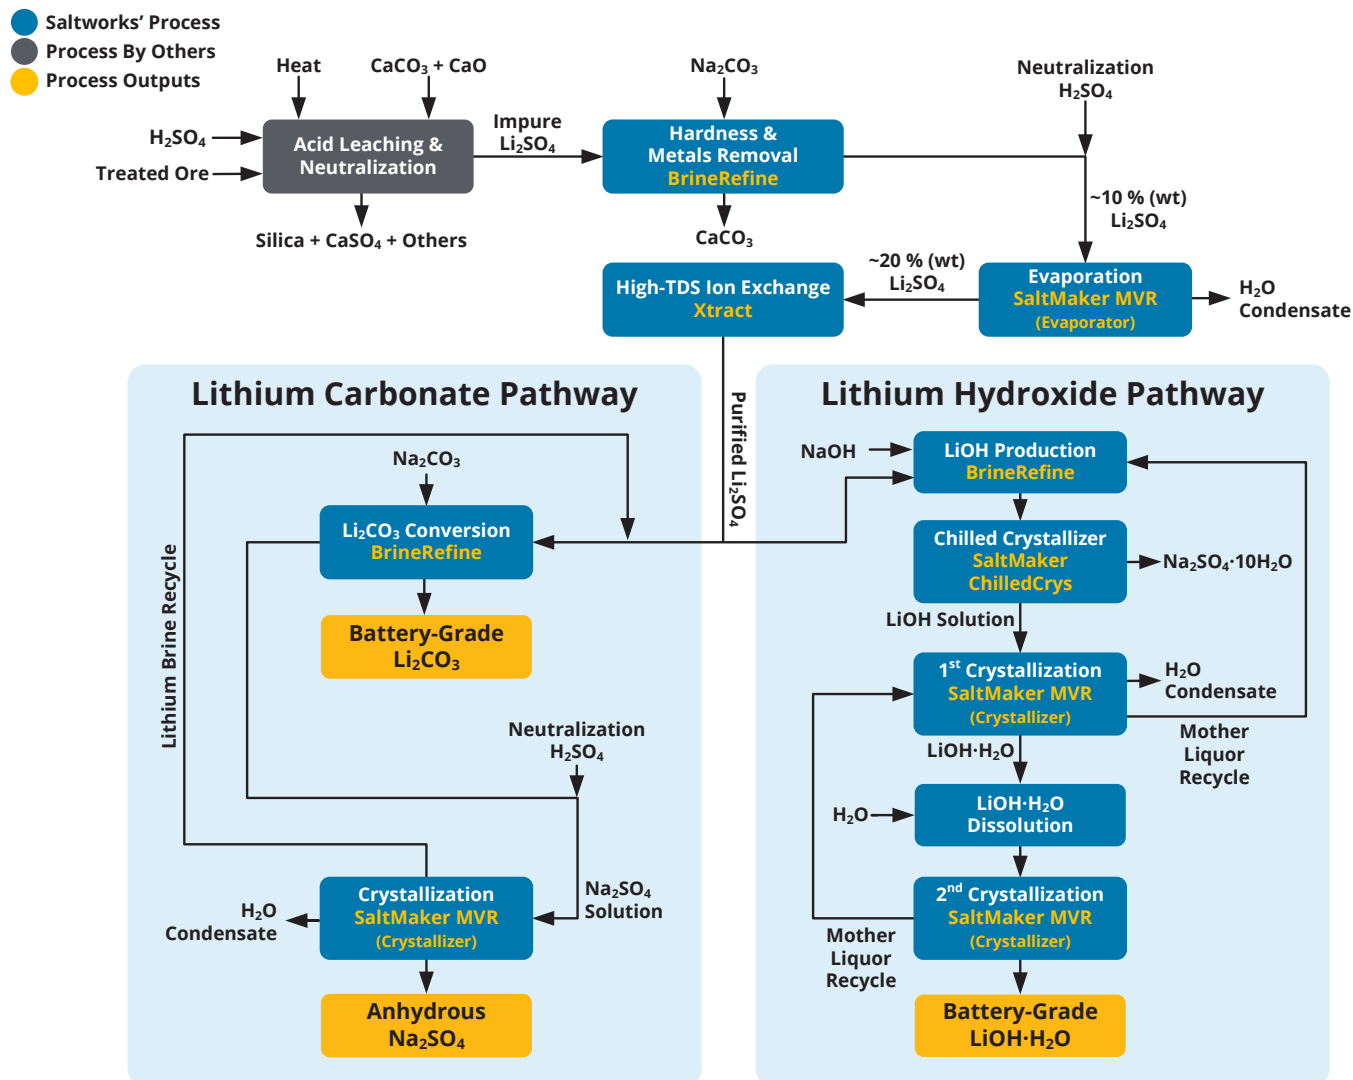 Saltworks’ Process
Process By Others
Process Outputs
Heat
CaCO₃ + CaO
H₂SO₄
Treated Ore
Acid Leaching &
Neutralization
Silica + CaSO₄ + Others
Impure
Li₂SO₄
Na₂CO₃
Hardness &
Metals Removal
BrineRefine
CaCO₃
Neutralization
H₂SO₄
~10 % (wt)
Li₂SO₄
Evaporation
SaltMaker MVR
(Evaporator)
H₂O
Condensate
~20 % (wt)
Li₂SO₄
High-TDS Ion Exchange
Xtract
Purified Li₂SO₄
Lithium Carbonate Pathway
Na₂CO₃
Li₂CO₃ Conversion
BrineRefine
Battery-Grade
Li₂CO₃
Lithium Brine Recycle
Neutralization
H₂SO₄
Na₂SO₄
Solution
Crystallization
SaltMaker MVR
(Crystallizer)
H₂O
Condensate
Anhydrous
Na₂SO₄
Lithium Hydroxide Pathway
NaOH
LiOH Production
BrineRefine
Chilled Crystallizer
SaltMaker
ChilledCrys
Na₂SO₄·10H₂O
LiOH Solution
1st Crystallization
SaltMaker MVR
(Crystallizer)
H₂O
Condensate
Mother
Liquor
Recycle
LiOH·H₂O
H₂O
LiOH·H₂O
Dissolution
2nd Crystallization
SaltMaker MVR
(Crystallizer)
Mother
Liquor
Recycle
Battery-Grade
LiOH·H₂O